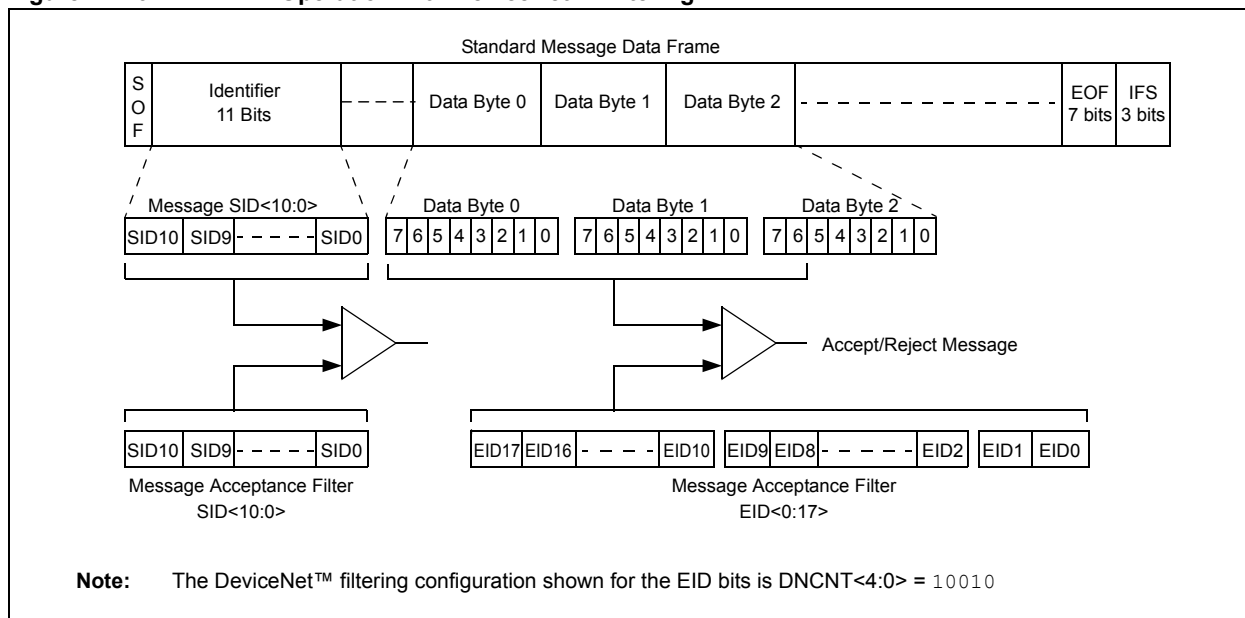 Standard Message Data Frame
S
O
F
Identifier
11 Bits
Data Byte 0
Data Byte 1
Data Byte 2
EOF
7 bits
IFS
3 bits
Message SID<10:0>
Data Byte 0
Data Byte 1
Data Byte 2
SID10 SID9 SID0
7 6 5 4 3 2 1 0
7 6 5 4 3 2 1 0
7 6 5 4 3 2 1 0
Accept/Reject Message
SID10 SID9 SID0
EID17 EID16 EID10
EID9 EID8 EID2
EID1 EID0
Message Acceptance Filter
SID<10:0>
Message Acceptance Filter
EID<0:17>
Note: The DeviceNet™ filtering configuration shown for the EID bits is DNCNT<4:0> = 10010